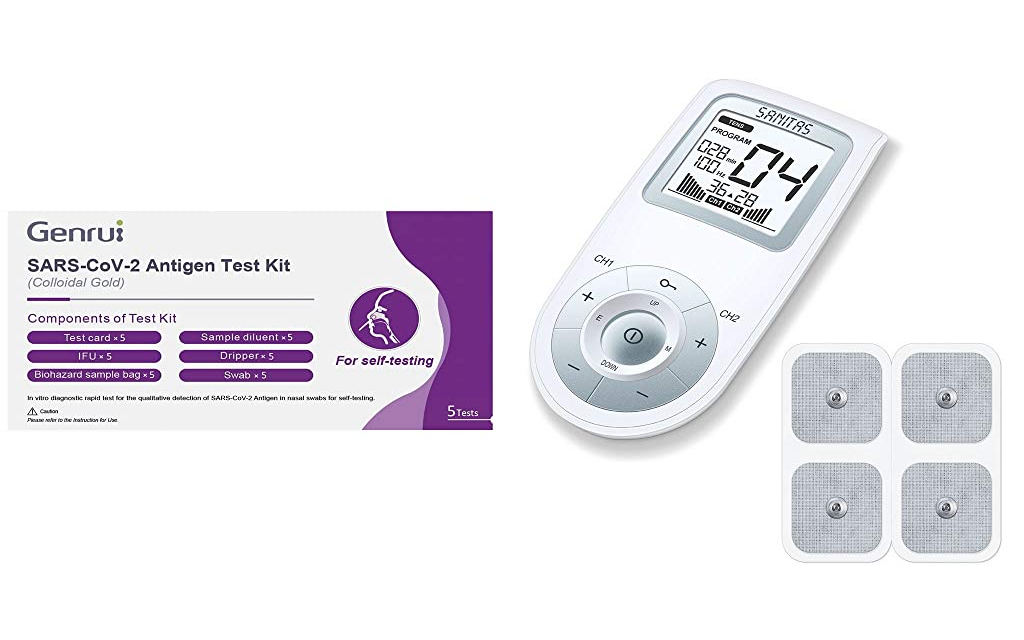 Genrui
SARS-CoV-2 Antigen Test Kit
(Colloidal Gold)
Components of Test Kit
Test card × 5
Sample diluent × 5
IFU × 5
Dripper × 5
Biohazard sample bag × 5
Swab × 5
For self-testing
In vitro diagnostic rapid test for the qualitative detection of SARS-CoV-2 Antigen in nasal swabs for self-testing.
Caution
Please refer to the Instruction for Use.
5 Tests
SANITAS
TENS
PROGRAM
04
028 min
100 Hz
36 28
Ch1 Ch2
CH1
CH2
+
UP
E
M
+
DOWN
−
−